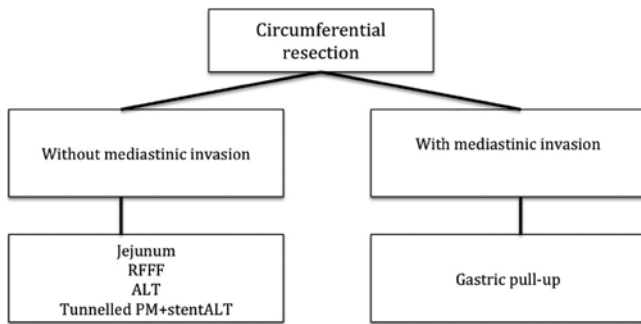 Circumferential
resection
Without mediastinic invasion
With mediastinic invasion
Jejunum
RFFF
ALT
Tunnelled PM+stentALT
Gastric pull-up